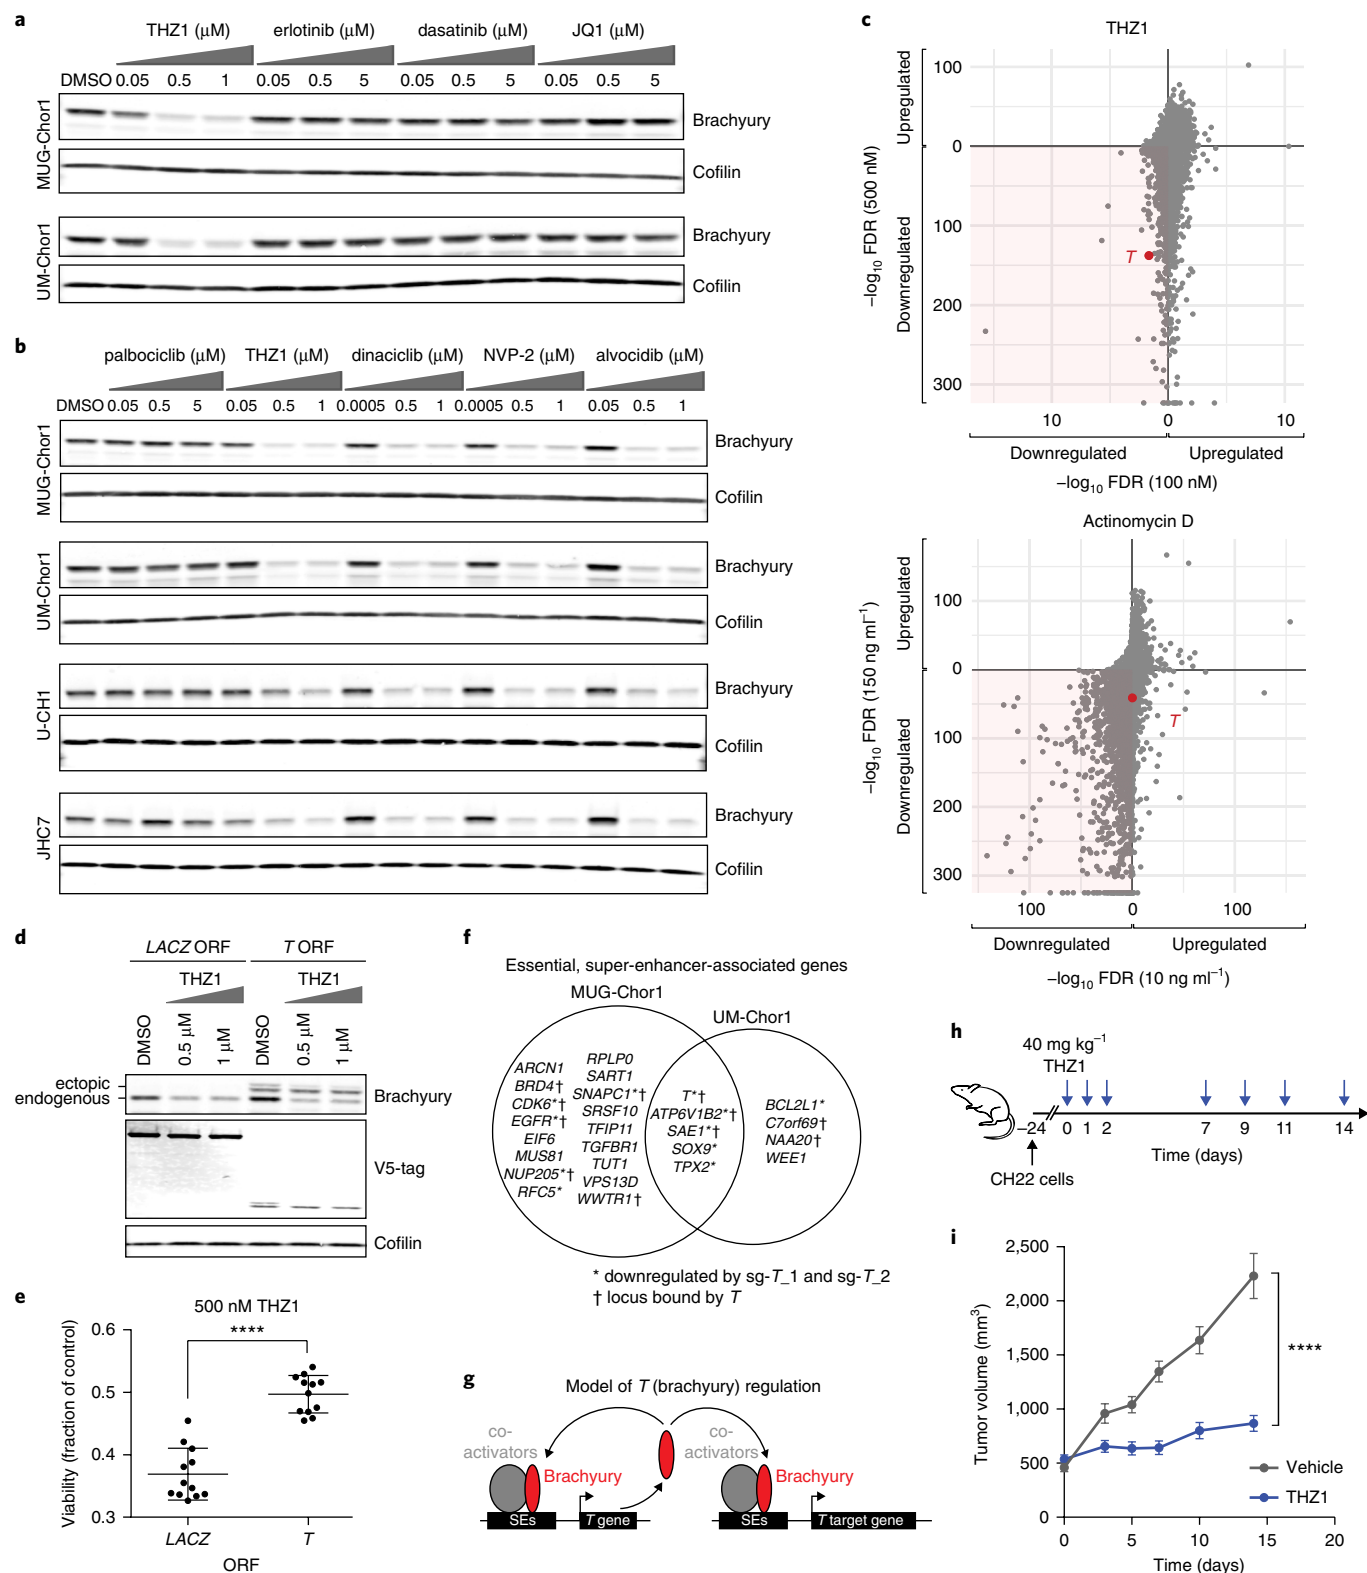 a
THZ1 (μM) erlotinib (μM) dasatinib (μM) JQ1 (μM)
DMSO 0.05 0.5 1 0.05 0.5 5 0.05 0.5 5 0.05 0.5 5
MUG-Chor1
Brachyury
Cofilin
UM-Chor1
Brachyury
Cofilin
b
palbociclib (μM) THZ1 (μM) dinaciclib (μM) NVP-2 (μM) alvocidib (μM)
DMSO 0.05 0.5 5 0.05 0.5 1 0.0005 0.5 1 0.0005 0.5 1 0.05 0.5 1
MUG-Chor1
Brachyury
Cofilin
UM-Chor1
Brachyury
Cofilin
U-CH1
Brachyury
Cofilin
JHC7
Brachyury
Cofilin
c
THZ1
−log10 FDR (500 nM)
Downregulated Upregulated
100
0
100
200
300
T
10 0 10
Downregulated Upregulated
−log10 FDR (100 nM)
Actinomycin D
−log10 FDR (150 ng ml−1)
Downregulated Upregulated
100
0
100
200
300
T
100 0 100
Downregulated Upregulated
−log10 FDR (10 ng ml−1)
d
LACZ ORF T ORF
THZ1 THZ1
DMSO 0.5 μM 1 μM DMSO 0.5 μM 1 μM
ectopic
endogenous
Brachyury
V5-tag
Cofilin
e
500 nM THZ1
****
Viability (fraction of control)
0.6
0.5
0.4
0.3
LACZ T
ORF
f
Essential, super-enhancer-associated genes
MUG-Chor1
UM-Chor1
ARCN1
BRD4†
CDK6*†
EGFR*†
EIF6
MUS81
NUP205*†
RFC5*
RPLP0
SART1
SNAPC1*†
SRSF10
TFIP11
TGFBR1
TUT1
VPS13D
WWTR1†
T*†
ATP6V1B2*†
SAE1*†
SOX9*
TPX2*
BCL2L1*
C7orf69†
NAA20†
WEE1
* downregulated by sg-T_1 and sg-T_2
† locus bound by T
g
Model of T (brachyury) regulation
co-activators
Brachyury
SEs T gene
co-activators
Brachyury
SEs T target gene
h
40 mg kg−1
THZ1
−24 0 1 2 7 9 11 14
Time (days)
CH22 cells
i
Tumor volume (mm3)
2,500
2,000
1,500
1,000
500
0
****
Vehicle
THZ1
0 5 10 15 20
Time (days)